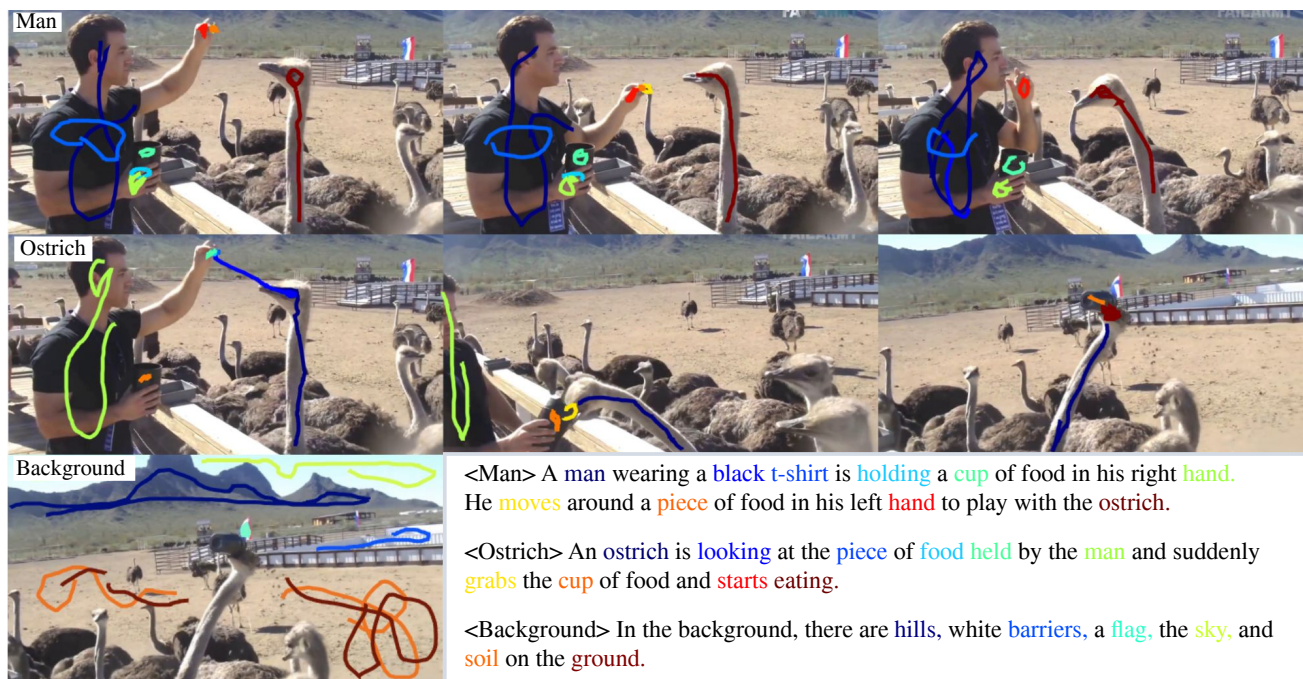 Man
FAILARMY
FAILARMY
Ostrich
FAILARMY
Background
<Man> A man wearing a black t-shirt is holding a cup of food in his right hand.
He moves around a piece of food in his left hand to play with the ostrich.
<Ostrich> An ostrich is looking at the piece of food held by the man and suddenly
grabs the cup of food and starts eating.
<Background> In the background, there are hills, white barriers, a flag, the sky, and
soil on the ground.